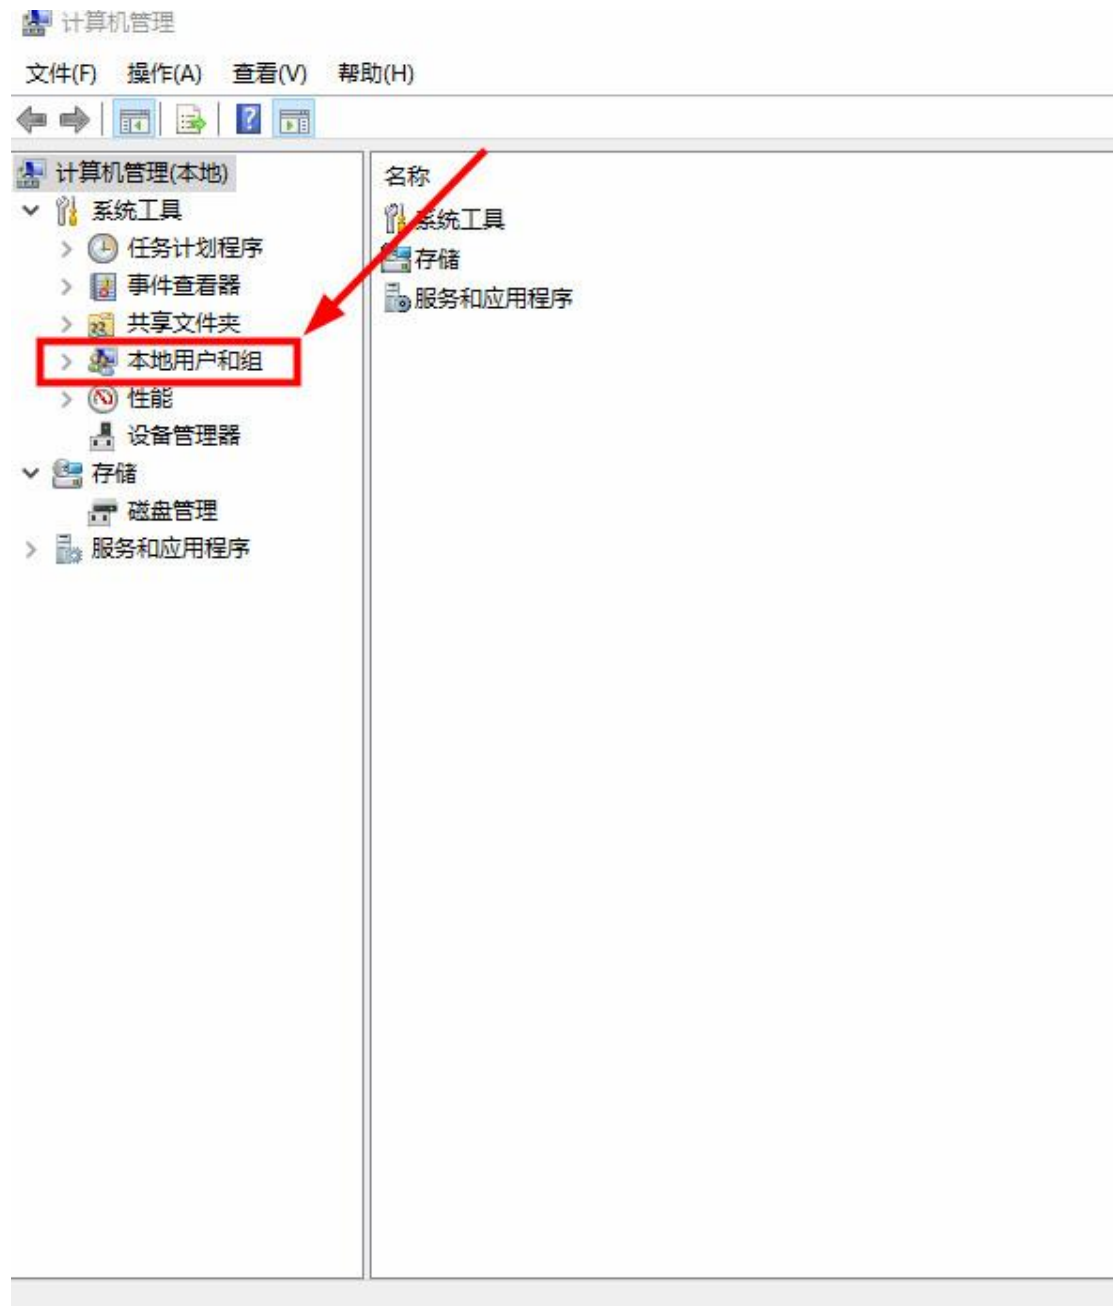 计算机管理
文件(F) 操作(A) 查看(V) 帮助(H)
计算机管理(本地)
系统工具
任务计划程序
事件查看器
共享文件夹
本地用户和组
性能
设备管理器
存储
磁盘管理
服务和应用程序
名称
系统工具
存储
服务和应用程序